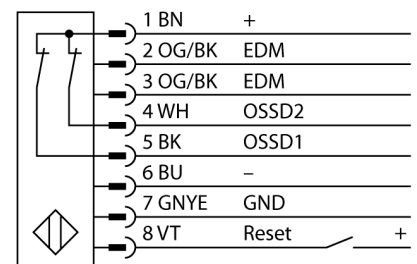 1 BN +
2 OG/BK EDM
3 OG/BK EDM
4 WH OSSD2
5 BK OSSD1
6 BU –
7 GNYE GND
8 VT Reset +